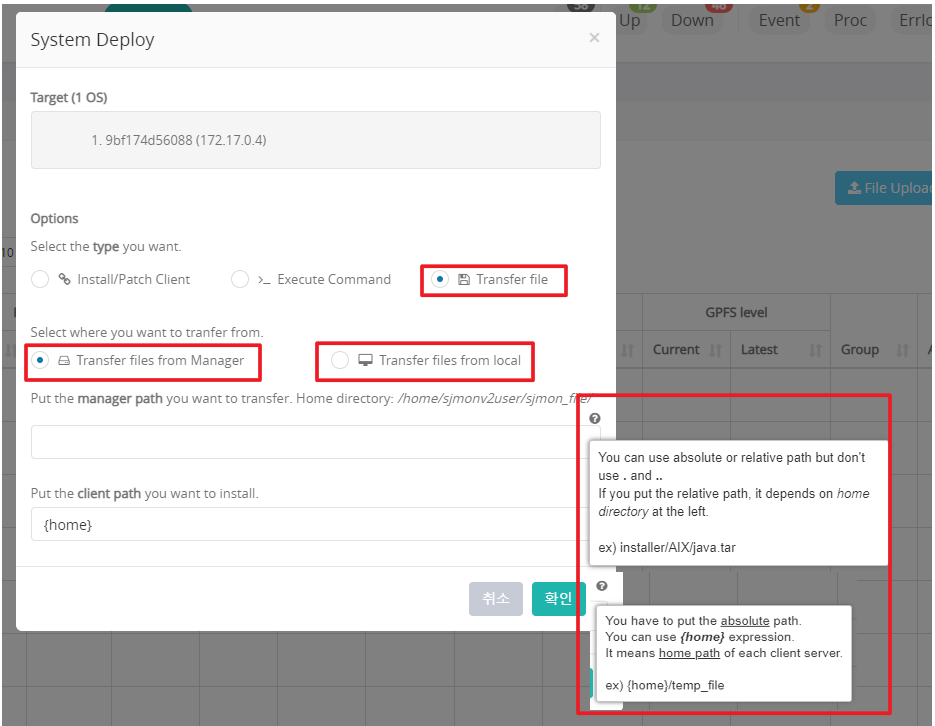 38 12 46 2
Up Down Event Proc
System Deploy ×
Target (1 OS)
1. 9bf174d56088 (172.17.0.4)
File Upload
Options
Select the type you want.
10
Install/Patch Client >_ Execute Command Transfer file
GPFS level
Select where you want to tranfer from.
Current Latest Group
Transfer files from Manager Transfer files from local
Put the manager path you want to transfer. Home directory: /home/sjmonv2user/sjmon_file/
You can use absolute or relative path but don't
use . and ..
If you put the relative path, it depends on home
directory at the left.
ex) installer/AIX/java.tar
Put the client path you want to install.
{home}
취소 확인
You have to put the absolute path.
You can use {home} expression.
It means home path of each client server.
ex) {home}/temp_file